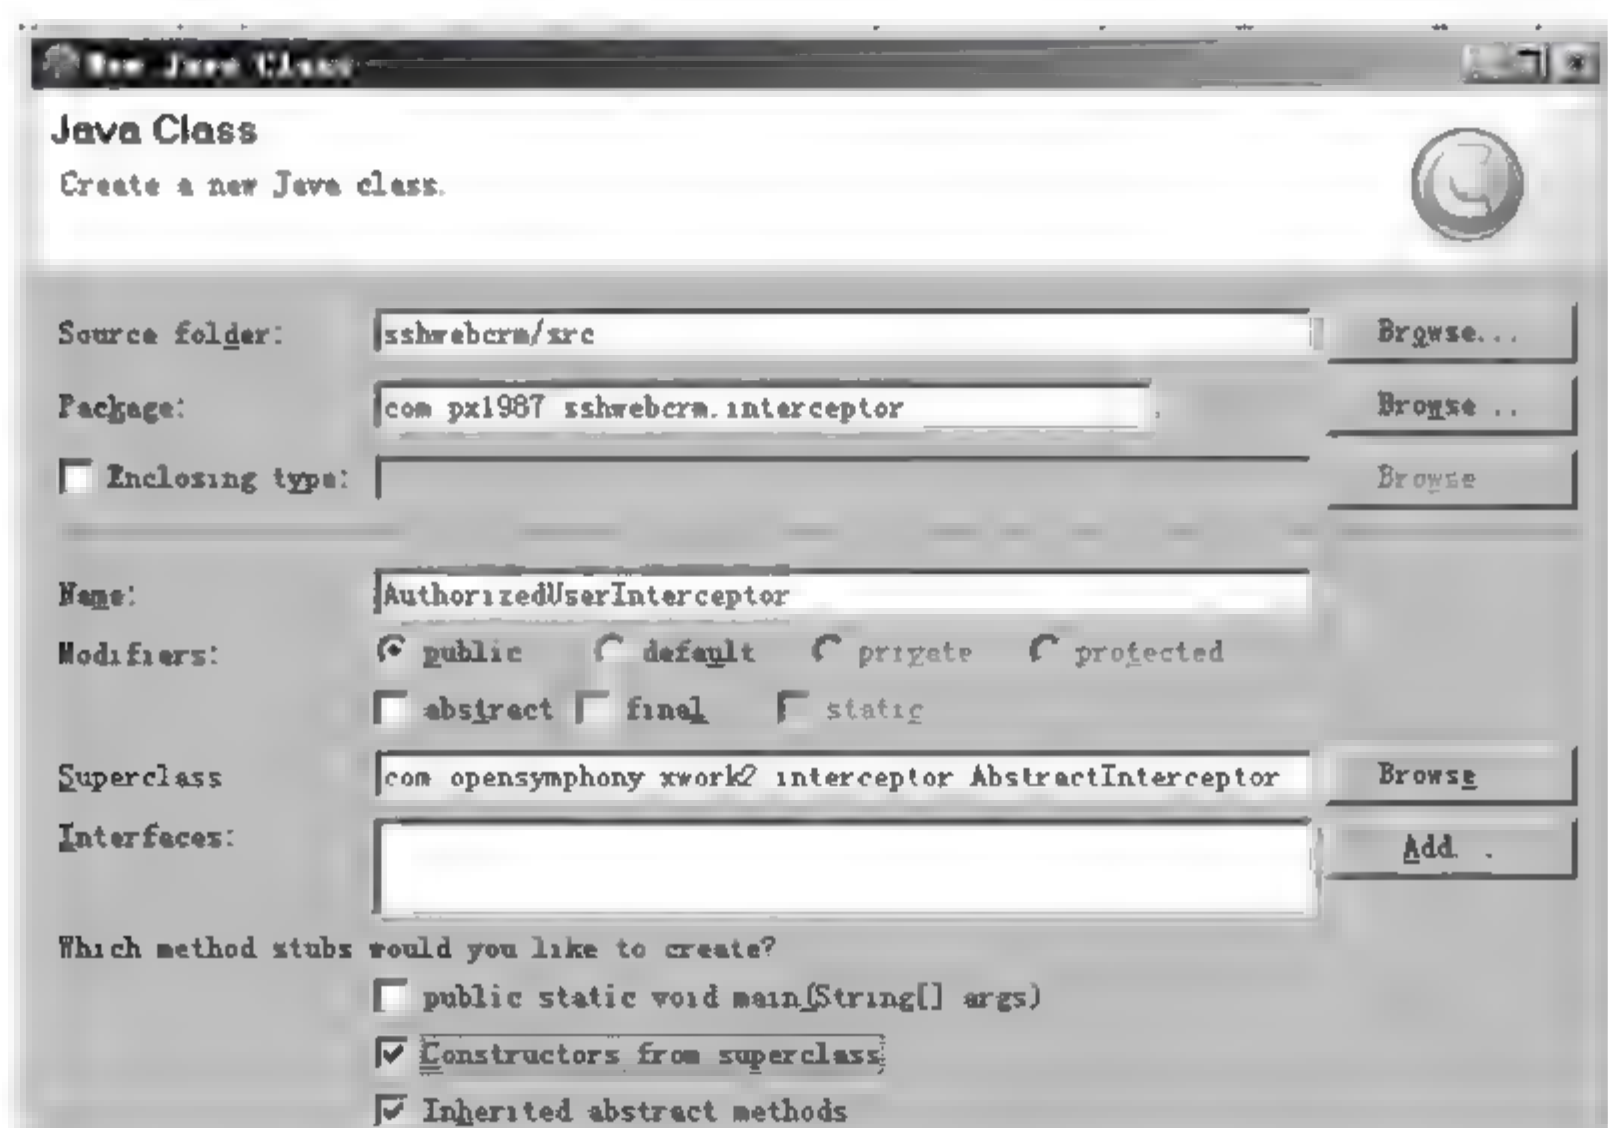 New Java Class
Java Class
Create a new Java class.
Source folder: sshwebcrm/src Browse...
Package: com px1987 sshwebcrm.interceptor Browse ..
Enclosing type: Browse
Name: AuthorizedUserInterceptor
Modifiers: public default private protected
abstract final static
Superclass com opensymphony xwork2 interceptor AbstractInterceptor Browse
Interfaces: Add. .
Which method stubs would you like to create?
public static void main(String[] args)
Constructors from superclass
Inherited abstract methods